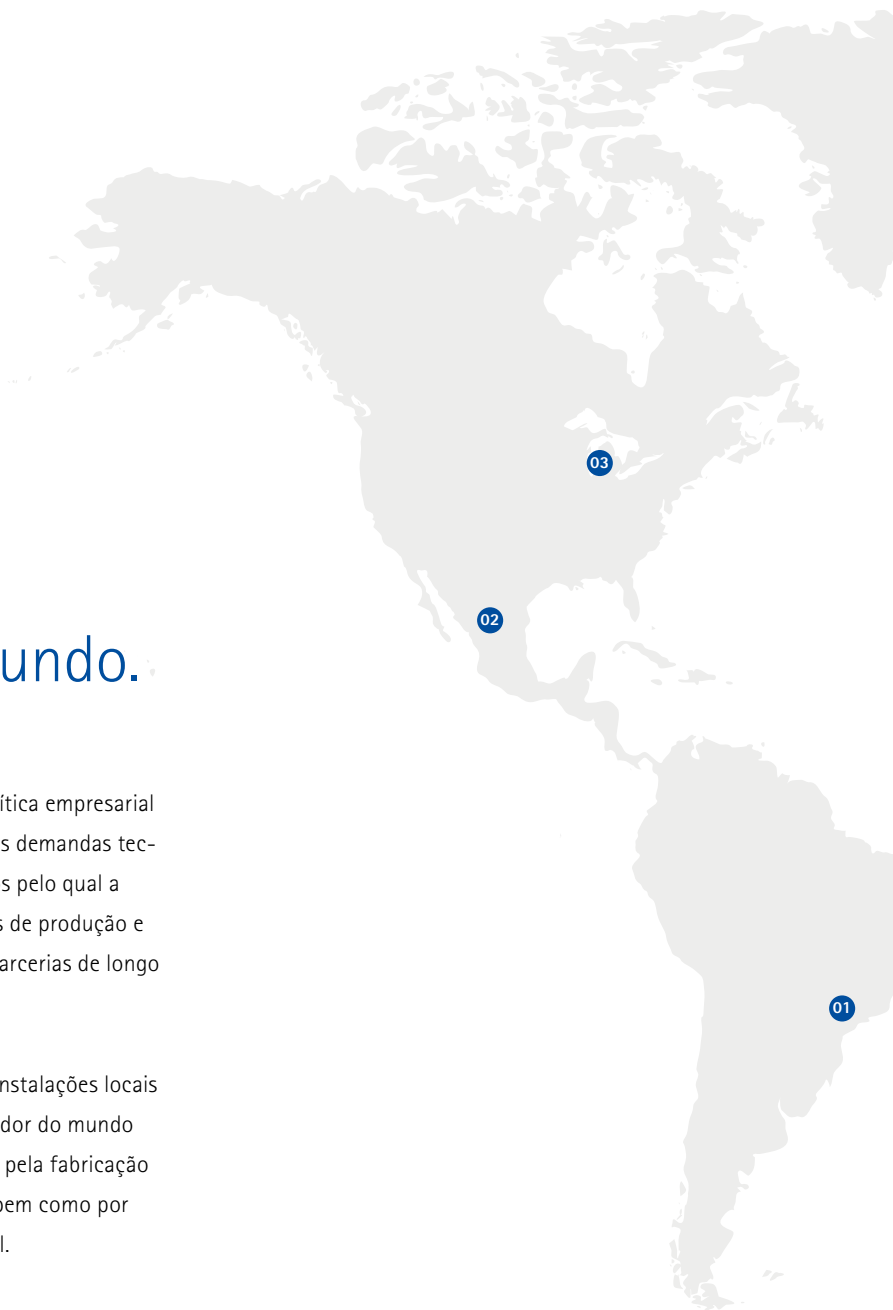 03
02
undo.
ítica empresarial
s demandas tec-
s pelo qual a
s de produção e
arcerias de longo
01
nstalações locais
dor do mundo
pela fabricação
bem como por
l.